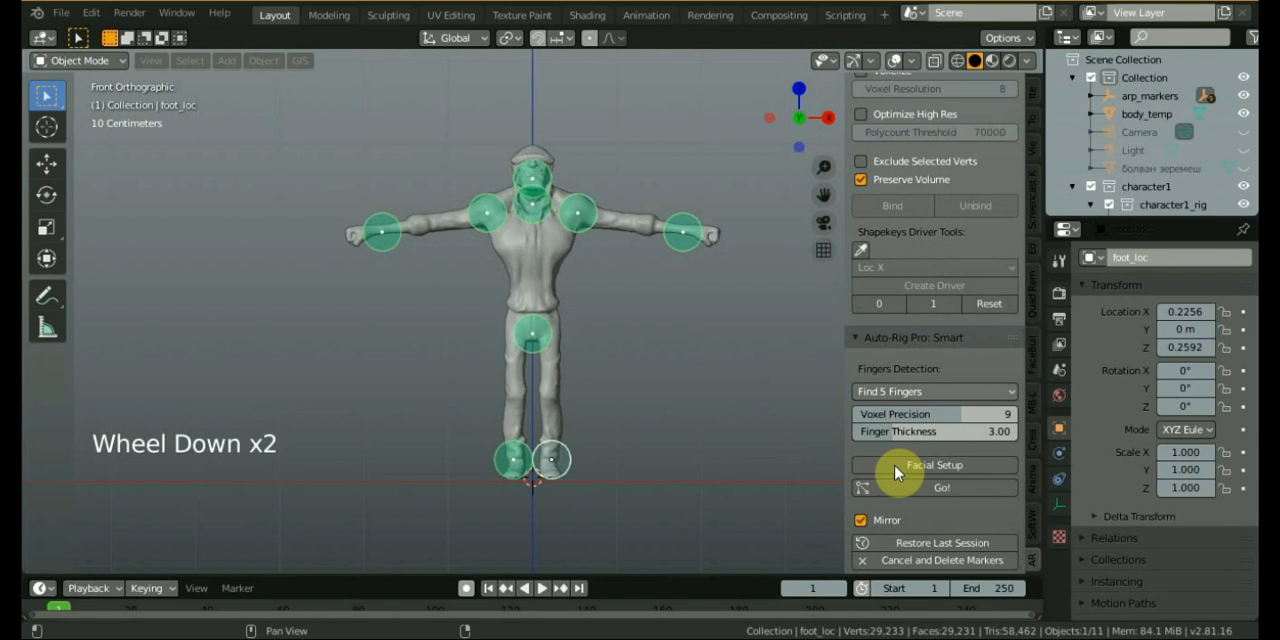 File Edit Render Window Help Layout Modeling Sculpting UV Editing Texture Paint Shading Animation Rendering Compositing Scripting + Scene View Layer
Global Options
Object Mode View Select Add Object GIS
Front Orthographic
(1) Collection | foot_loc
10 Centimeters
Wheel Down x2
Voxel Resolution 8
Optimize High Res
Polycount Threshold 70000
Exclude Selected Verts
Preserve Volume
Bind Unbind
Shapekeys Driver Tools:
Loc X
Create Driver
0 1 Reset
Auto-Rig Pro: Smart
Fingers Detection:
Find 5 Fingers
Voxel Precision 9
Finger Thickness 3.00
Facial Setup
Go!
Mirror
Restore Last Session
Cancel and Delete Markers
AR
Scene Collection
Collection
arp_markers
body_temp
Camera
Light
болван зеремеш
character1
character1_rig
foot_loc
Transform
Location X 0.2256
Y 0 m
Z 0.2592
Rotation X 0°
Y 0°
Z 0°
Mode XYZ Eule
Scale X 1.000
Y 1.000
Z 1.000
Delta Transform
Relations
Collections
Instancing
Motion Paths
Playback Keying View Marker 1 Start 1 End 250
Pan View
Collection | foot_loc | Verts:29,233 | Faces:29,231 | Tris:58,462 | Objects:1/11 | Mem: 84.1 MiB | v2.81.16